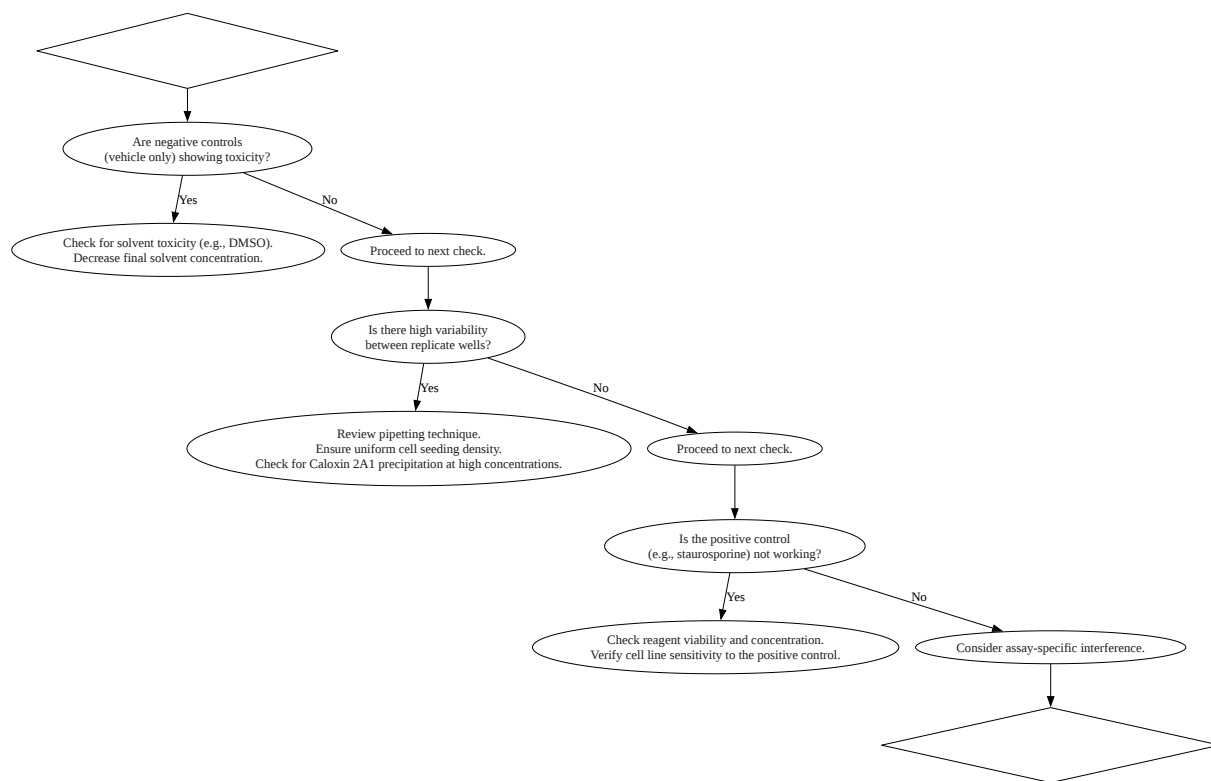 Are negative controls
(vehicle only) showing toxicity?
Yes
No
Check for solvent toxicity (e.g., DMSO).
Decrease final solvent concentration.
Proceed to next check.
Is there high variability
between replicate wells?
Yes
No
Review pipetting technique.
Ensure uniform cell seeding density.
Check for Caloxin 2A1 precipitation at high concentrations.
Proceed to next check.
Is the positive control
(e.g., staurosporine) not working?
Yes
No
Check reagent viability and concentration.
Verify cell line sensitivity to the positive control.
Consider assay-specific interference.